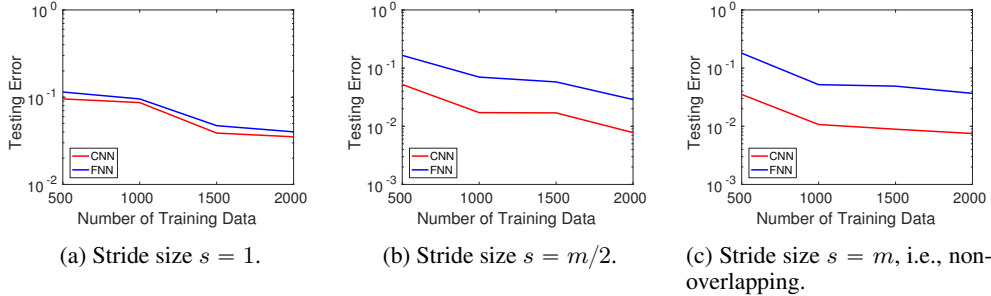 10^0
10^-1
10^-2
Testing Error
CNN
FNN
500 1000 1500 2000
Number of Training Data
(a) Stride size s = 1.
10^0
10^-1
10^-2
10^-3
Testing Error
CNN
FNN
500 1000 1500 2000
Number of Training Data
(b) Stride size s = m/2.
10^0
10^-1
10^-2
10^-3
Testing Error
CNN
FNN
500 1000 1500 2000
Number of Training Data
(c) Stride size s = m, i.e., non-
overlapping.